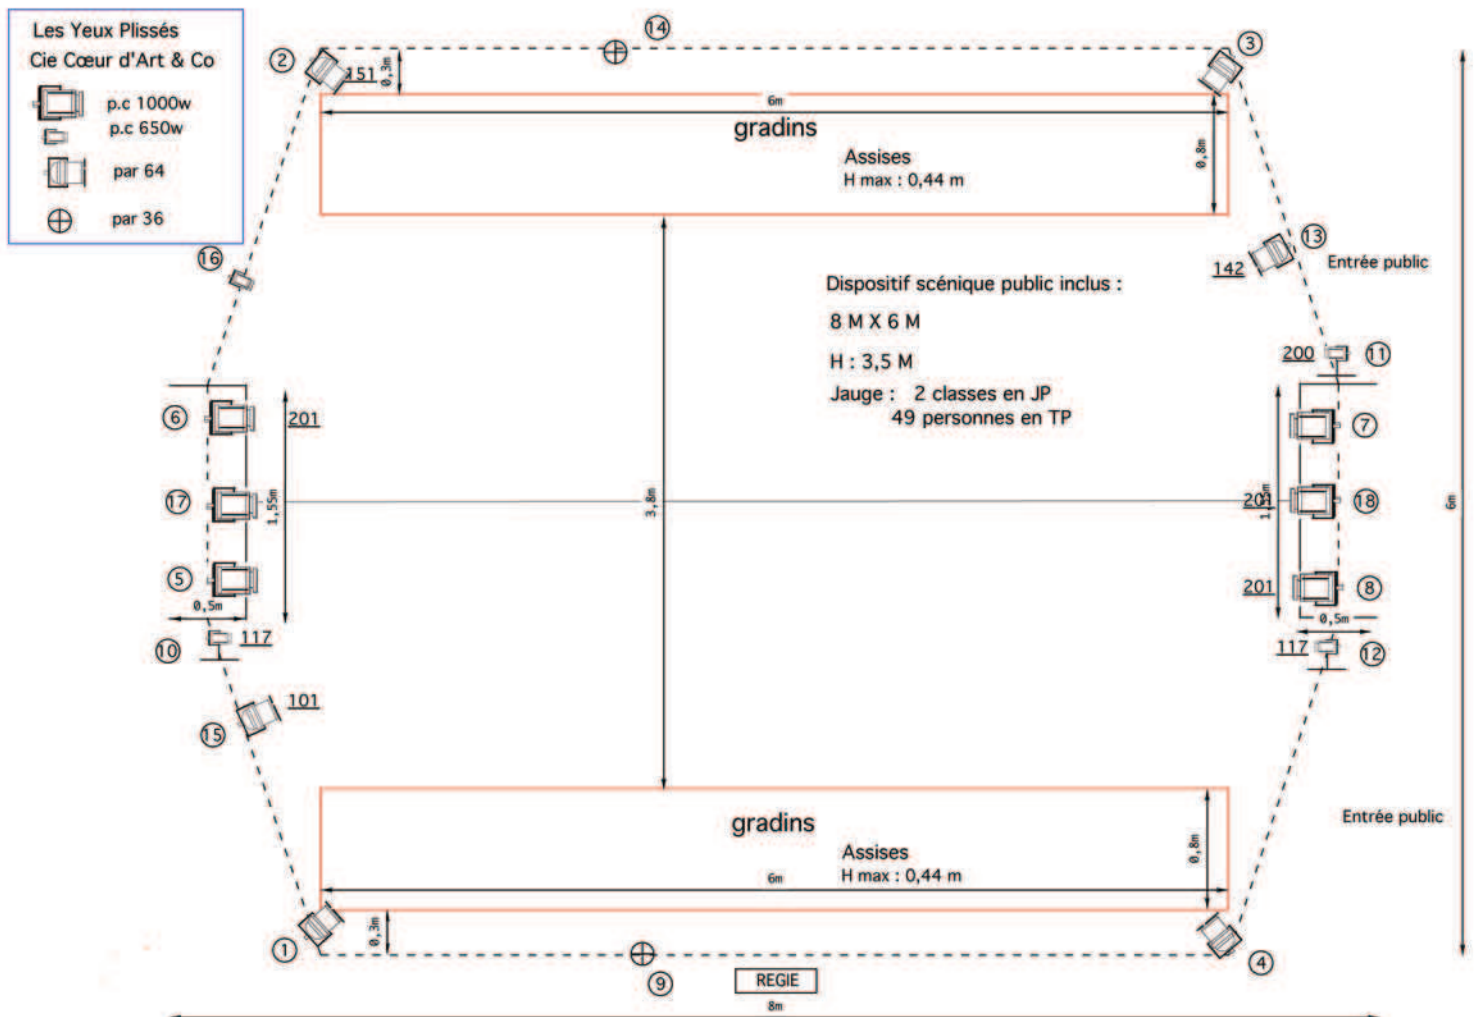 Les Yeux Plissés
Cie Cœur d'Art & Co
p.c 1000w
p.c 650w
par 64
par 36
14
2
3
151
0,3m
6m
gradins
Assises
H max : 0,44 m
0,8m
16
13
142
Entrée public
Dispositif scénique public inclus :
8 M X 6 M
H : 3,5 M
Jauge : 2 classes en JP
49 personnes en TP
200
11
6
201
7
17
1,55m
3,8m
201
18
6m
5
201
8
0,5m
0,5m
10
117
117
12
101
15
gradins
Assises
H max : 0,44 m
6m
0,8m
Entrée public
1
0,3m
9
REGIE
4
8m